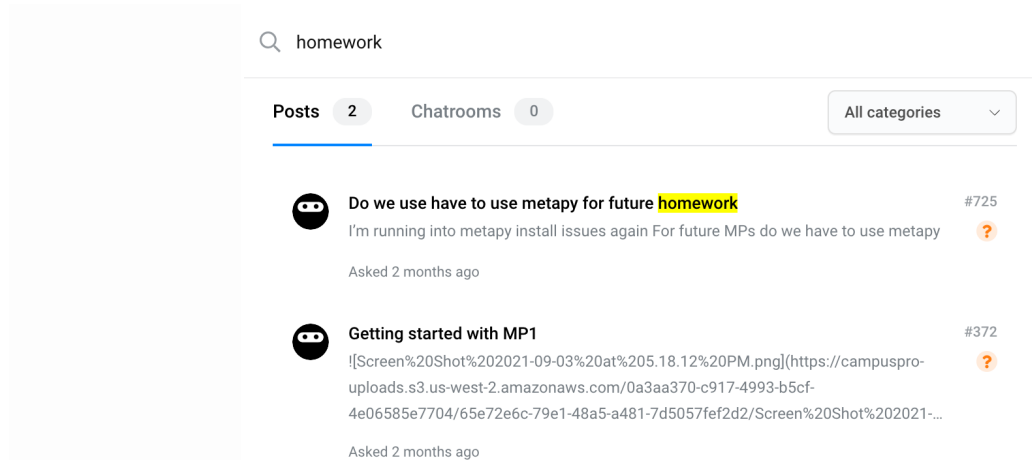 homework
Posts 2 Chatrooms 0 All categories
Do we use have to use metapy for future homework #725
I'm running into metapy install issues again For future MPs do we have to use metapy ?
Asked 2 months ago
Getting started with MP1 #372
![Screen%20Shot%202021-09-03%20at%205.18.12%20PM.png](https://campuspro- ?
uploads.s3.us-west-2.amazonaws.com/0a3aa370-c917-4993-b5cf-
4e06585e7704/65e72e6c-79e1-48a5-a481-7d5057fef2d2/Screen%20Shot%202021-...
Asked 2 months ago